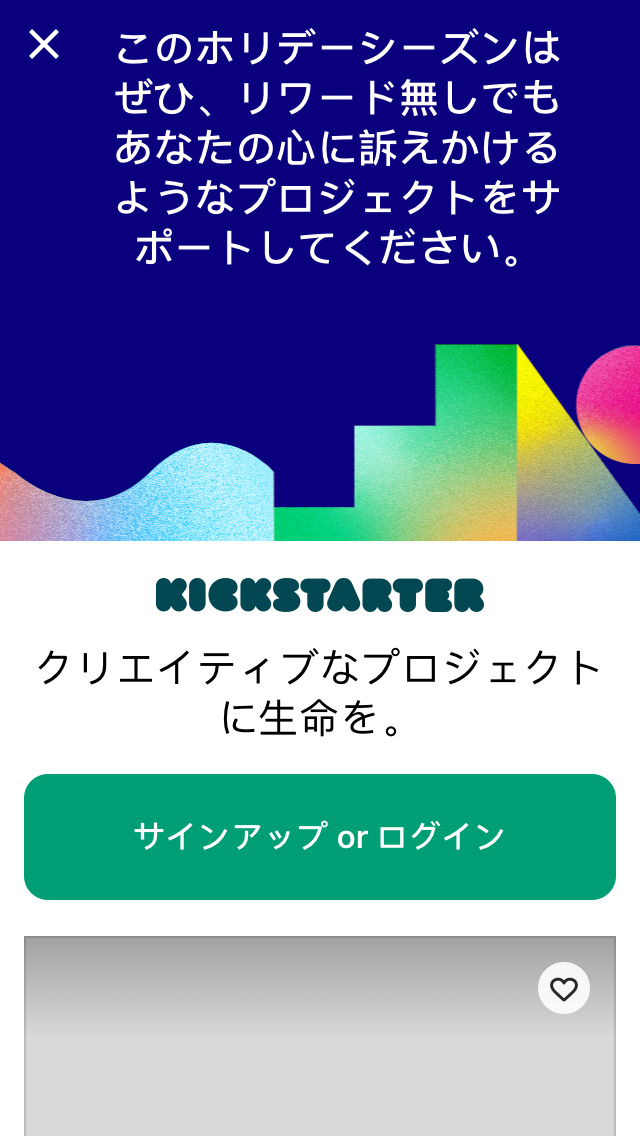 このホリデーシーズンは
ぜひ、リワード無しでも
あなたの心に訴えかける
ようなプロジェクトをサ
ポートしてください。
KICKSTARTER
クリエイティブなプロジェクト
に生命を。
サインアップ or ログイン